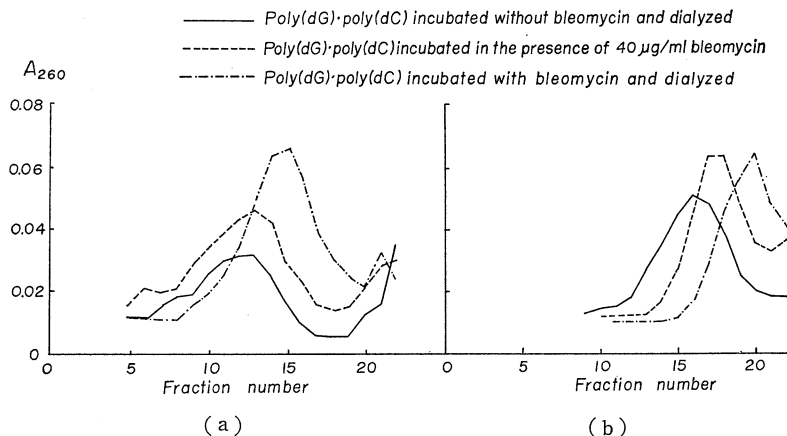 Poly(dG)·poly(dC) incubated without bleomycin and dialyzed
Poly(dG)·poly(dC) incubated in the presence of 40 µg/ml bleomycin
Poly(dG)·poly(dC) incubated with bleomycin and dialyzed
A260
0.08
0.06
0.04
0.02
0
0 5 10 15 20
Fraction number
(a)
0 5 10 15 20
Fraction number
(b)